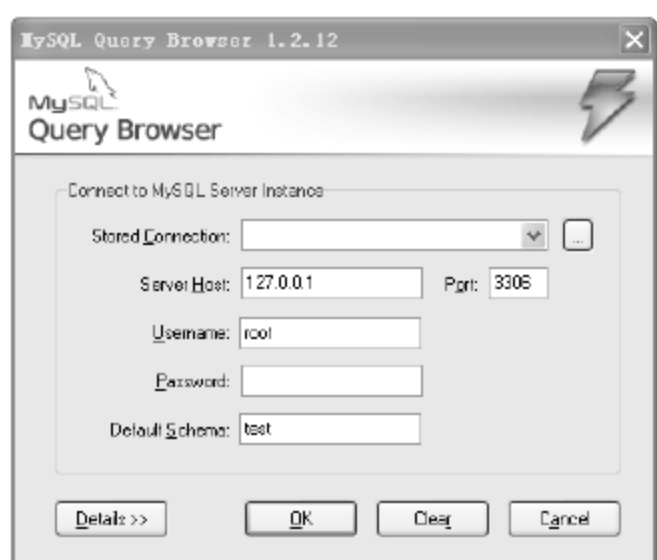 MySQL Query Browser 1.2.12
MySQL
Query Browser
Connect to MySQL Server Instance
Stored Connection:
...
Server Host: 127.0.0.1 Port: 3306
Username: root
Password:
Default Schema: test
Details >> OK Clear Cancel